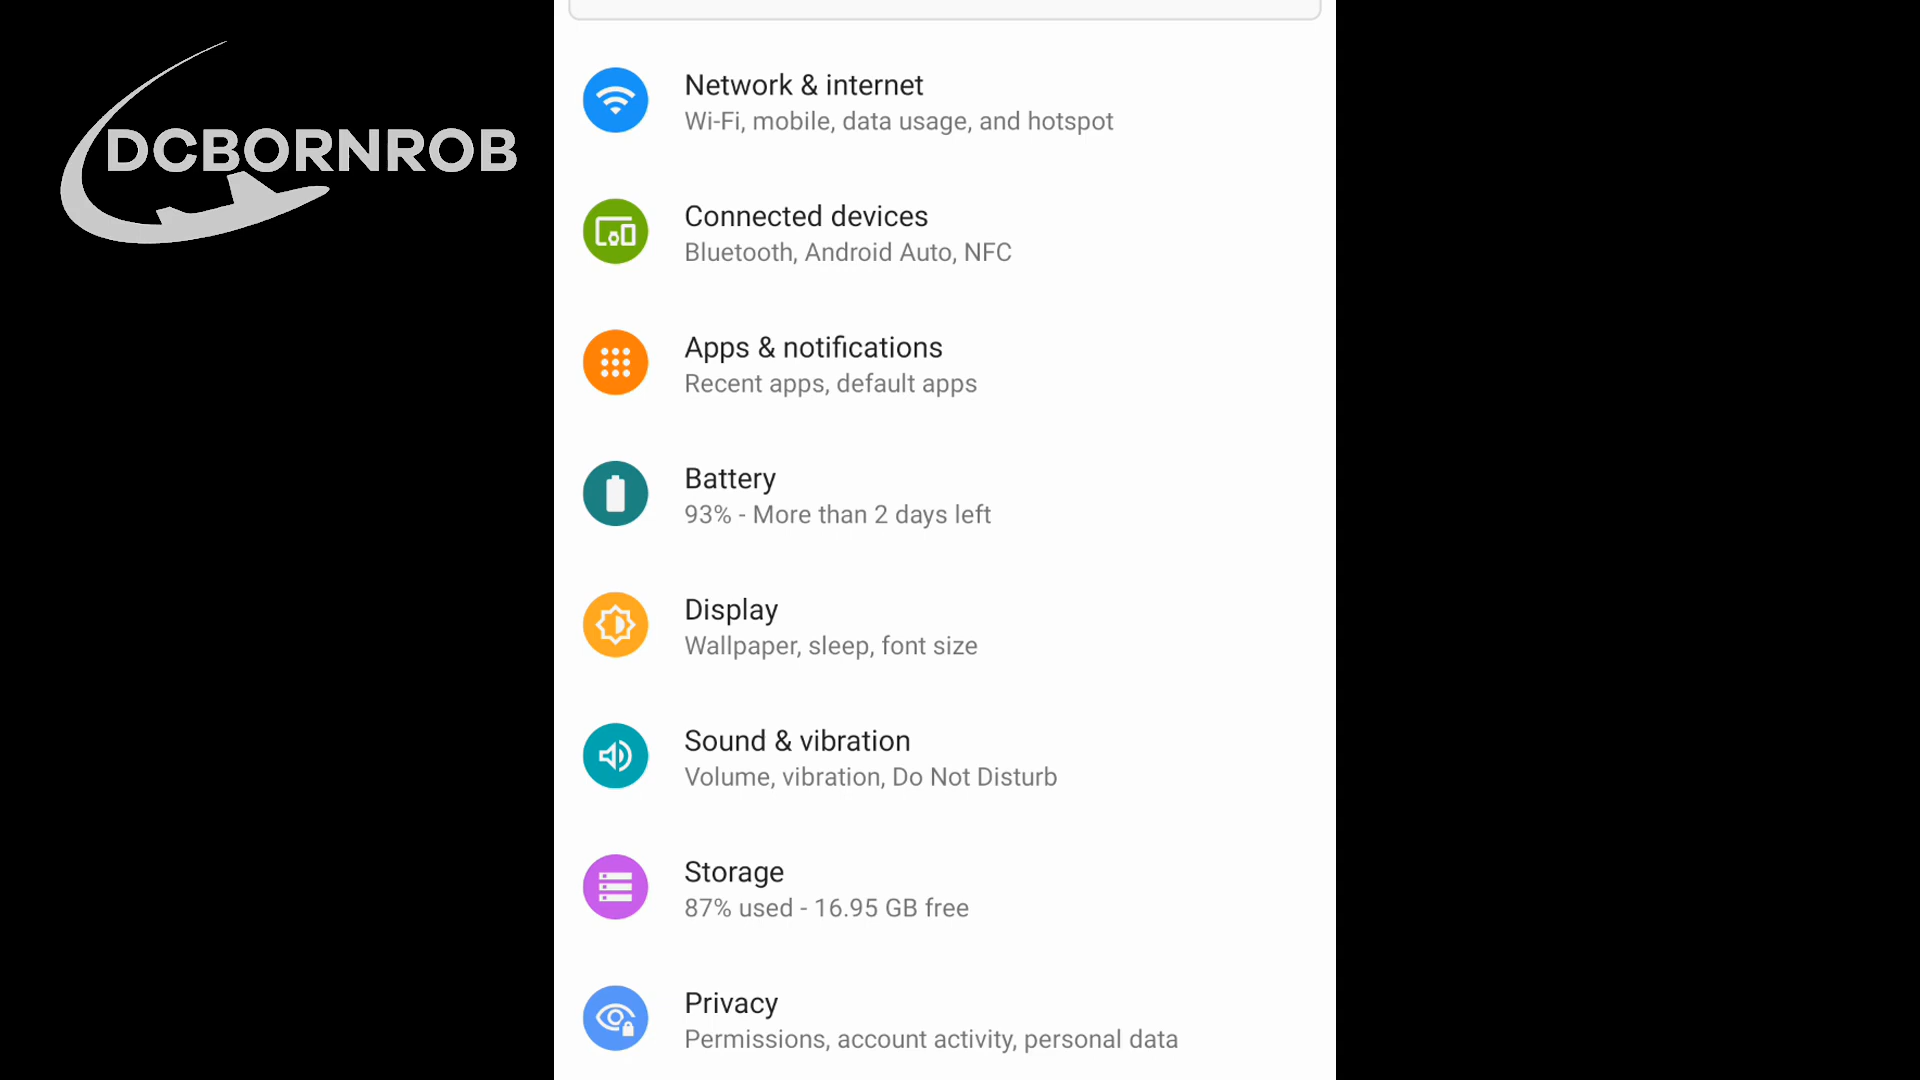 DCBORNROB
Network & internet
Wi-Fi, mobile, data usage, and hotspot
Connected devices
Bluetooth, Android Auto, NFC
Apps & notifications
Recent apps, default apps
Battery
93% - More than 2 days left
Display
Wallpaper, sleep, font size
Sound & vibration
Volume, vibration, Do Not Disturb
Storage
87% used - 16.95 GB free
Privacy
Permissions, account activity, personal data